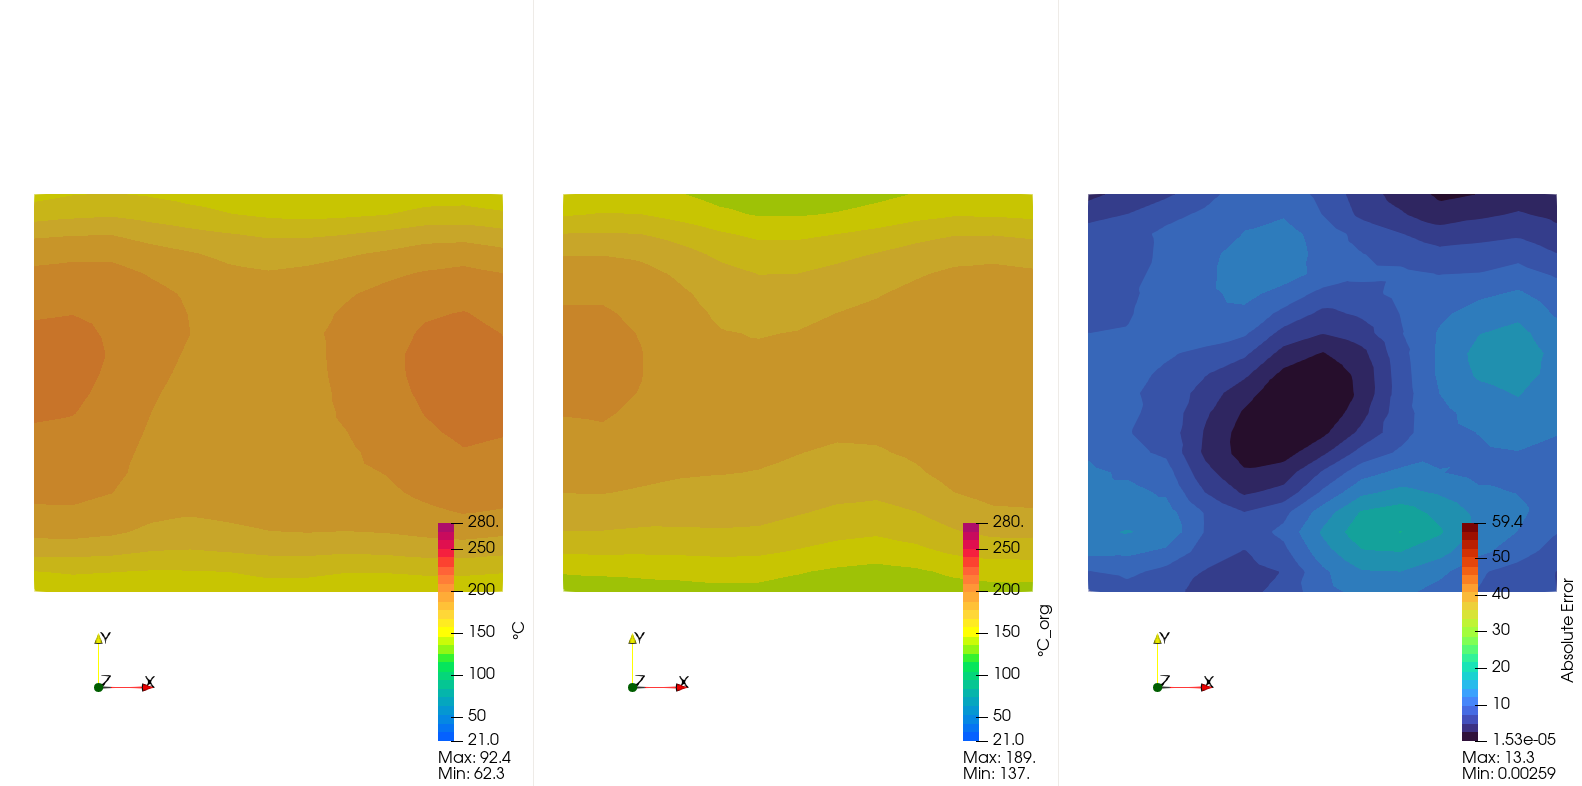 280.
250
200
150
100
50
21.0
°C
Max: 92.4
Min: 62.3
Y
Z
X
280.
250
200
150
100
50
21.0
°C_org
Max: 189.
Min: 137.
Y
Z
X
59.4
50
40
30
20
10
1.53e-05
Absolute Error
Max: 13.3
Min: 0.00259
Y
Z
X